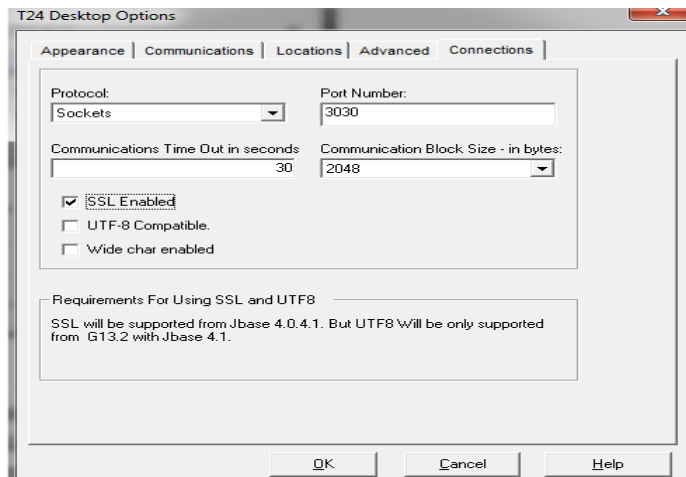 T24 Desktop Options
Appearance
Communications
Locations
Advanced
Connections
Protocol:
Port Number:
Sockets
3030
Communications Time Out in seconds
Communication Block Size - in bytes:
30
2048
SSL Enabled
UTF-8 Compatible.
Wide char enabled
Requirements For Using SSL and UTF8
SSL will be supported from Jbase 4.0.4.1. But UTF8 Will be only supported
from  G13.2 with Jbase 4.1.
OK
Cancel
Help